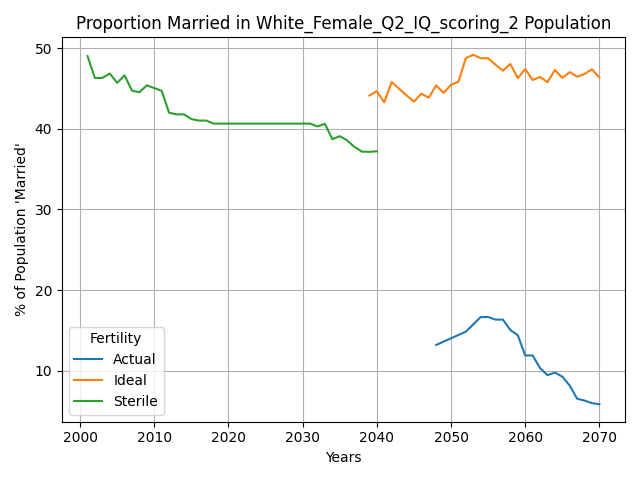 Proportion Married in White_Female_Q2_IQ_scoring_2 Population
% of Population 'Married'
50
40
30
20
10
Fertility
Actual
Ideal
Sterile
2000 2010 2020 2030 2040 2050 2060 2070
Years